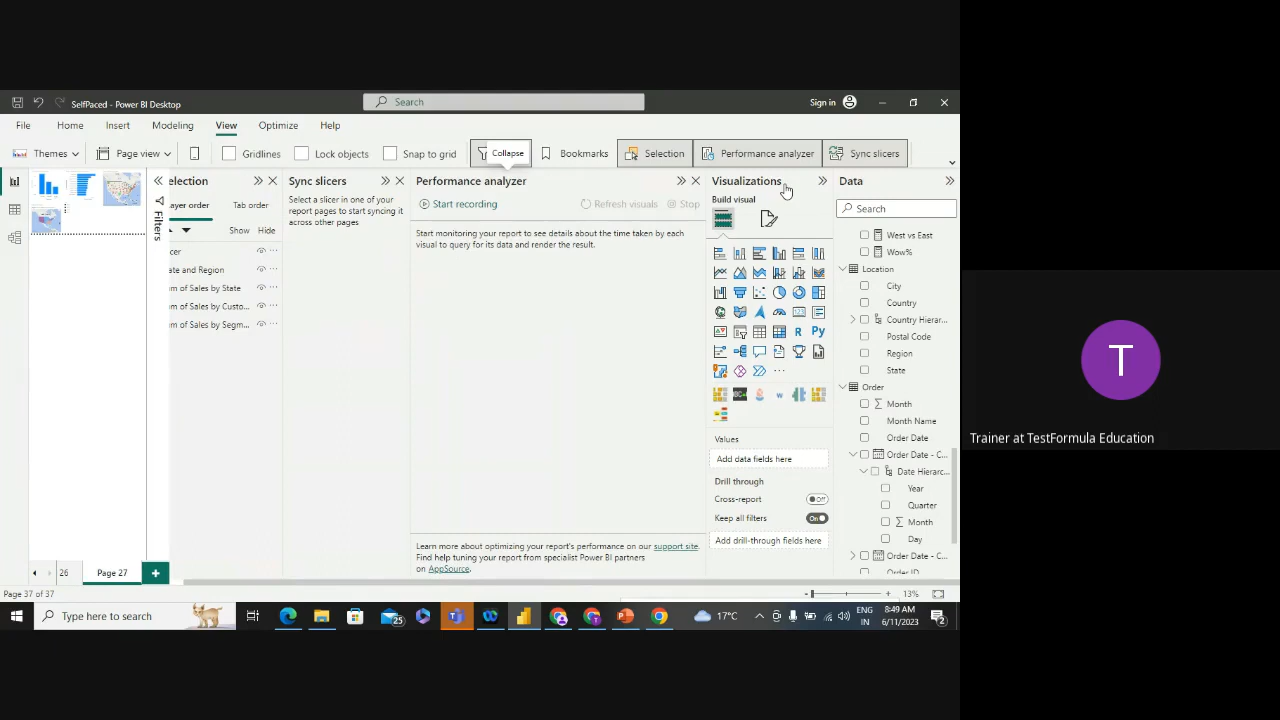 SelfPaced - Power BI Desktop
Search
Sign in
File
Home
Insert
Modeling
View
Optimize
Help
Themes
Page view
Gridlines
Lock objects
Snap to grid
Collapse
Bookmarks
Selection
Performance analyzer
Sync slicers
Filters
election
ayer order
Tab order
Show
Hide
icer
ate and Region
m of Sales by State
m of Sales by Custo...
m of Sales by Segm...
Sync slicers
Select a slicer in one of your
report pages to start syncing it
across other pages
Performance analyzer
Start recording
Refresh visuals
Stop
Start monitoring your report to see details about the time taken by each
visual to query for its data and render the result.
Learn more about optimizing your report's performance on our support site.
Find help tuning your report from specialist Power BI partners
on AppSource.
Visualizations
Build visual
R
Py
Values
Add data fields here
Drill through
Cross-report
Off
Keep all filters
On
Add drill-through fields here
Data
Search
West vs East
Wow%
Location
City
Country
Country Hierar...
Postal Code
Region
State
Order
Month
Month Name
Order Date
Order Date - C...
Date Hierarc...
Year
Quarter
Month
Day
Order Date - C...
Order ID
26
Page 27
Page 37 of 37
13%
Type here to search
25
17°C
ENG
IN
8:49 AM
6/11/2023
2
T
Trainer at TestFormula Education